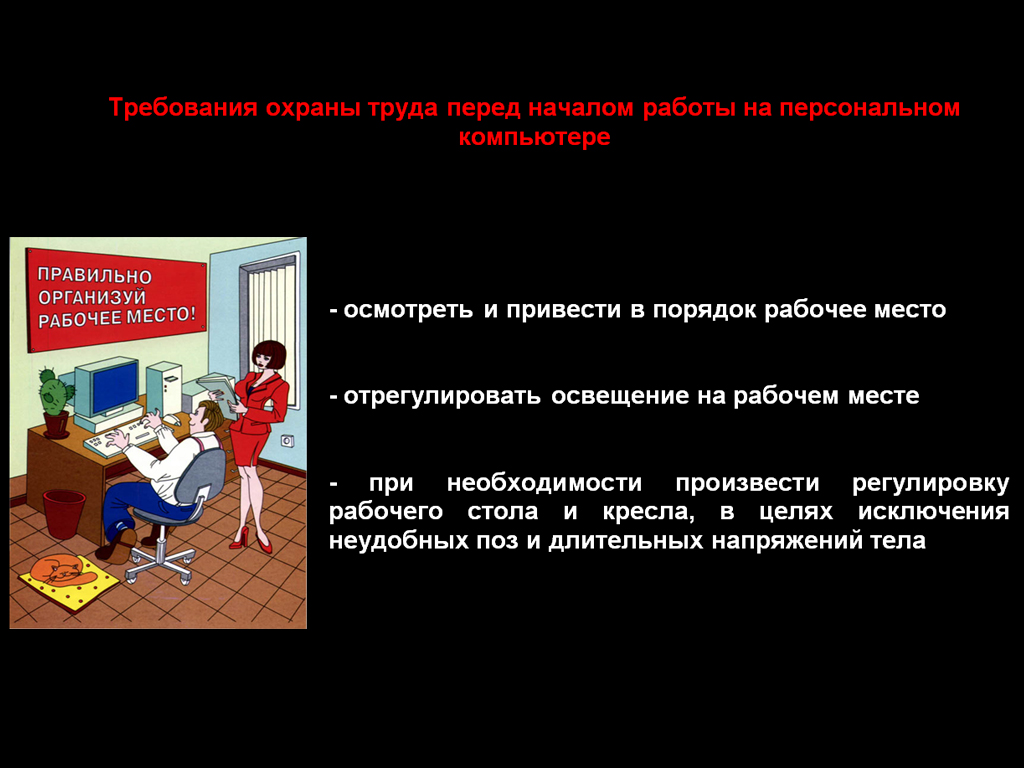 Требования охраны труда перед началом работы на персональном
компьютере
ПРАВИЛЬНО
ОРГАНИЗУЙ
РАБОЧЕЕ МЕСТО!
- осмотреть и привести в порядок рабочее место
- отрегулировать освещение на рабочем месте
- при необходимости произвести регулировку
рабочего стола и кресла, в целях исключения
неудобных поз и длительных напряжений тела